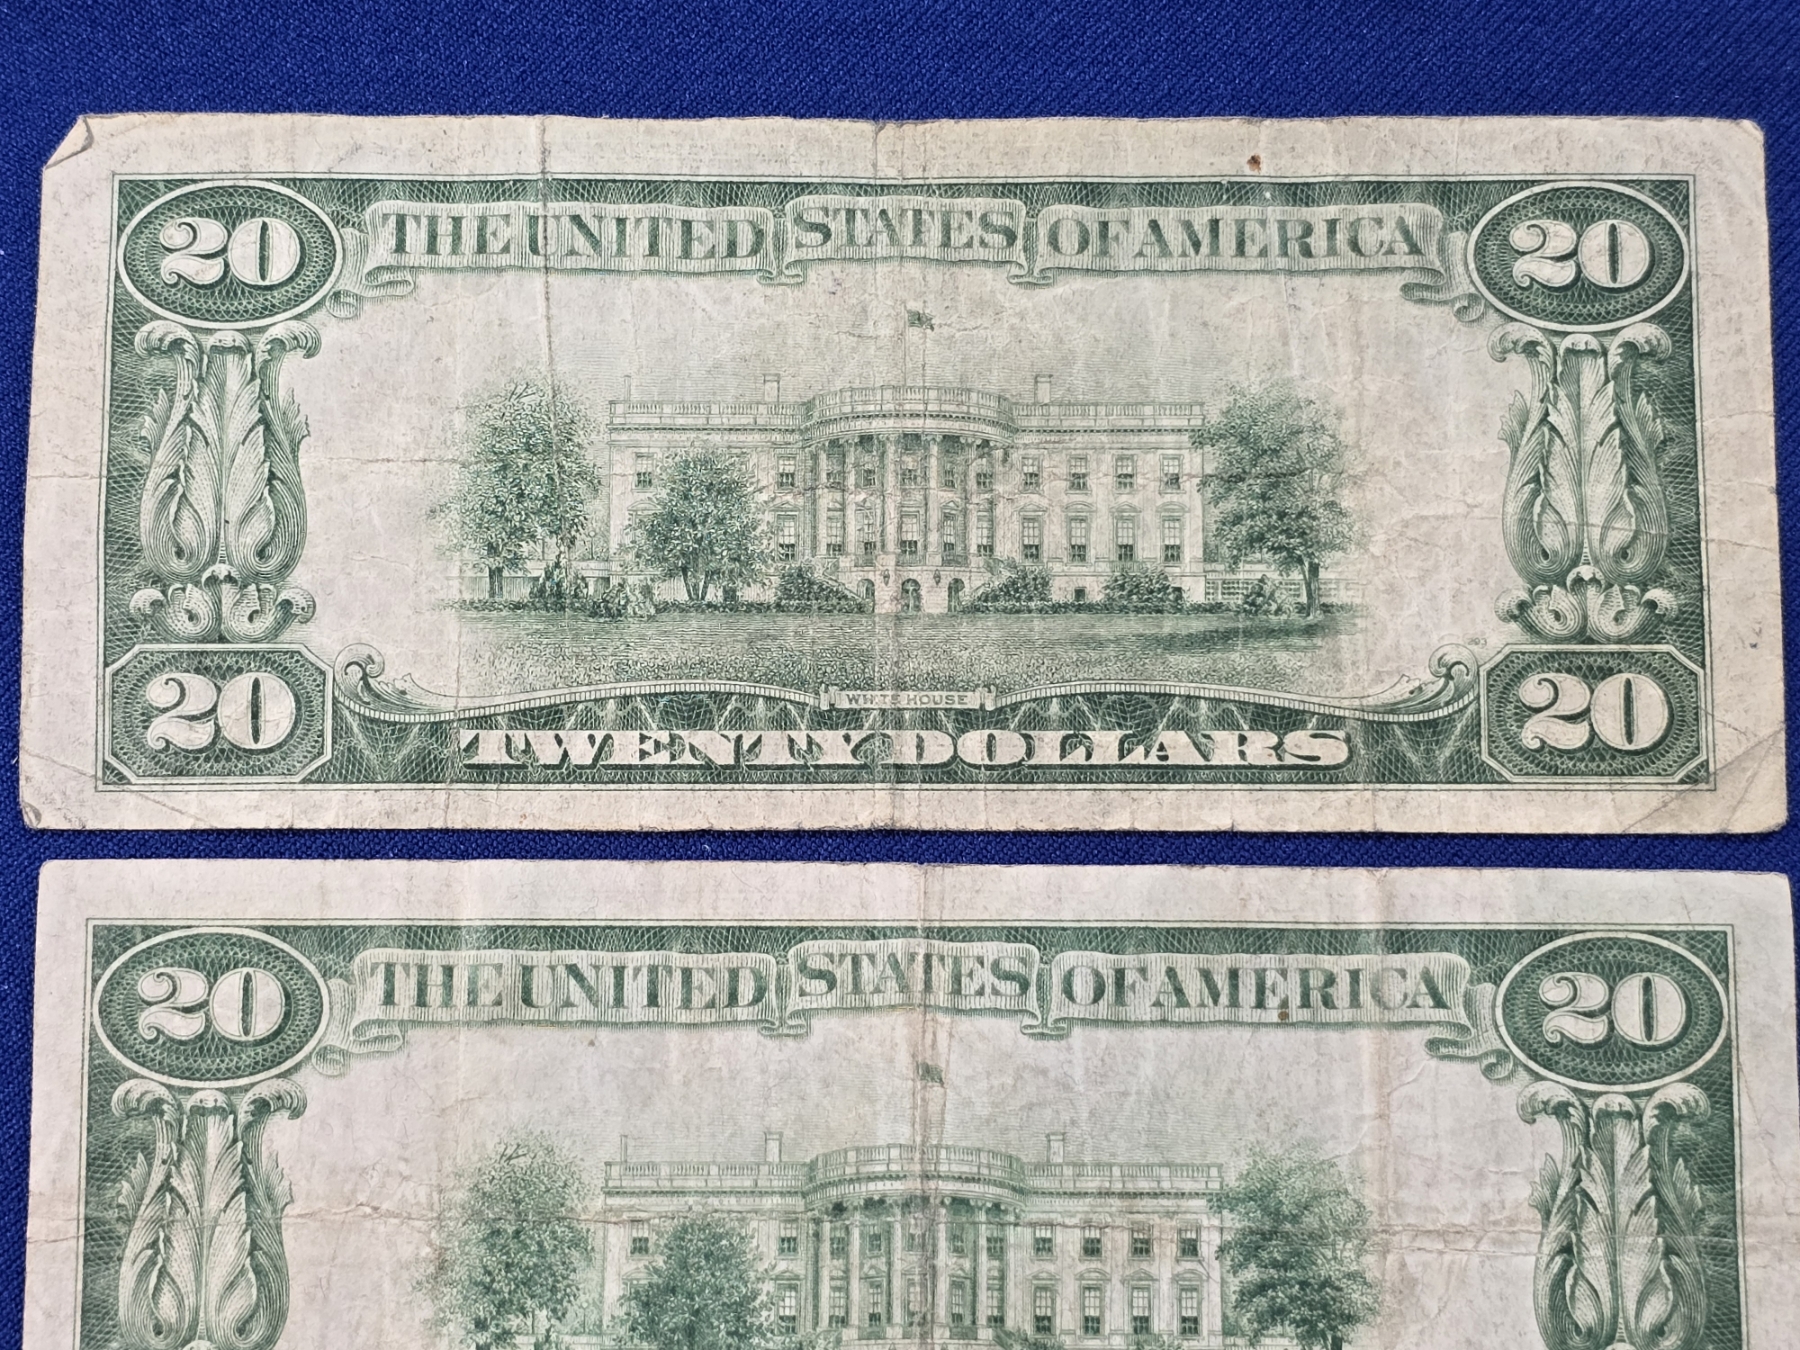 20 THE UNITED STATES OF AMERICA 20
WHITE HOUSE
20 TWENTY DOLLARS 20
20 THE UNITED STATES OF AMERICA 20